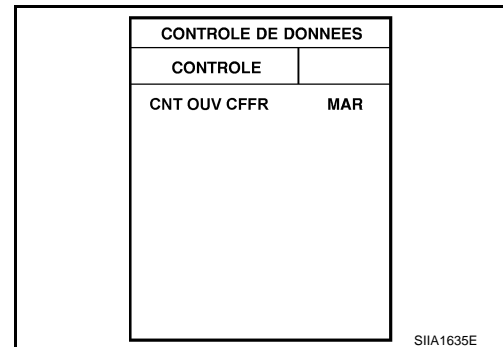 CONTROLE DE DONNEES
CONTROLE
CNT OUV CFFR MAR
SIIA1635E